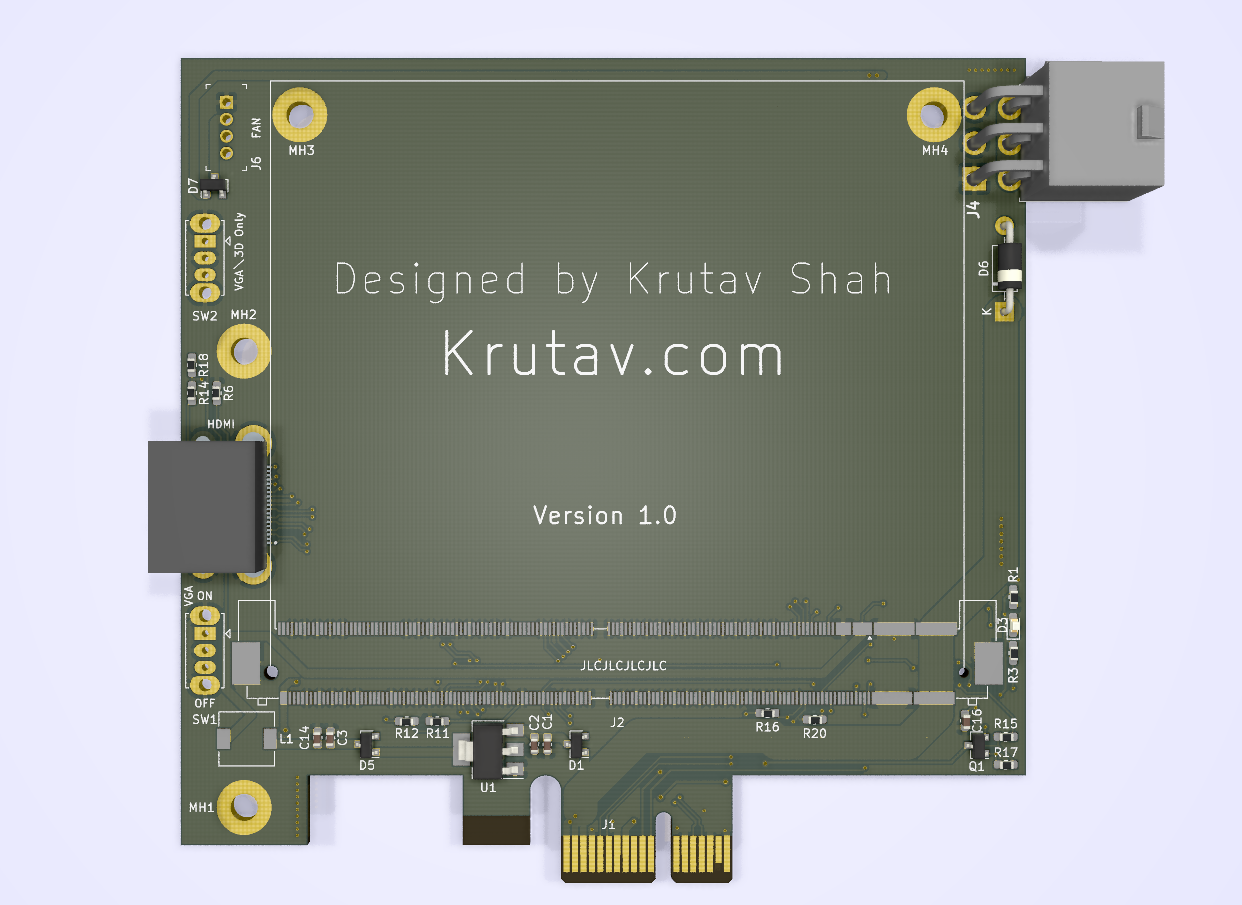 FAN
J6
MH3
MH4
D7
J4
VGA\3D Only
Designed by Krutav Shah
D6
K
SW2
MH2
Krutav.com
R18
R14
R6
HDMI
Version 1.0
R1
VGA
ON
D3
JLCJLCJLCJLC
R3
OFF
SW1
J2
C16
R15
L1
C14
C3
R12
R11
C2
C1
R16
R20
R17
D5
D1
Q1
U1
MH1
J1